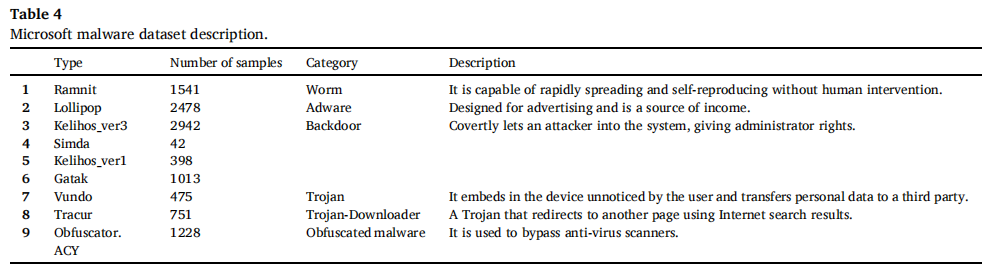 Table 4
Microsoft malware dataset description.
Type Number of samples Category Description
1 Ramnit 1541 Worm It is capable of rapidly spreading and self-reproducing without human intervention.
2 Lollipop 2478 Adware Designed for advertising and is a source of income.
3 Kelihos_ver3 2942 Backdoor Covertly lets an attacker into the system, giving administrator rights.
4 Simda 42
5 Kelihos_ver1 398
6 Gatak 1013
7 Vundo 475 Trojan It embeds in the device unnoticed by the user and transfers personal data to a third party.
8 Tracur 751 Trojan-Downloader A Trojan that redirects to another page using Internet search results.
9 Obfuscator. 1228 Obfuscated malware It is used to bypass anti-virus scanners.
ACY